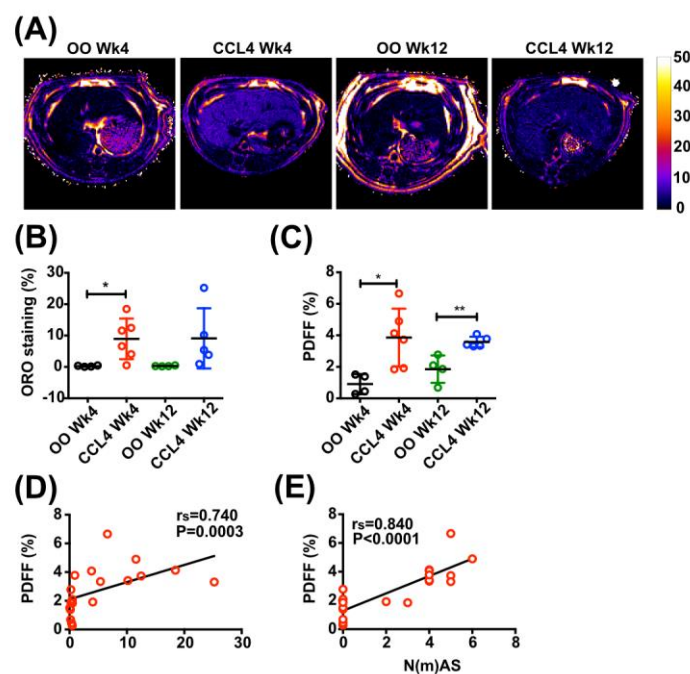 (A)
OO Wk4 CCL4 Wk4 OO Wk12 CCL4 Wk12
50
40
30
20
10
0
(B)
ORO staining (%)
30
20
10
0
-10
*
OO Wk4 CCL4 Wk4 OO Wk12 CCL4 Wk12
(C)
PDFF (%)
8
6
4
2
0
* **
OO Wk4 CCL4 Wk4 OO Wk12 CCL4 Wk12
(D)
PDFF (%)
8
6
4
2
0
rs=0.740
P=0.0003
0 10 20 30
(E)
PDFF (%)
8
6
4
2
0
rs=0.840
P<0.0001
0 2 4 6 8
N(m)AS